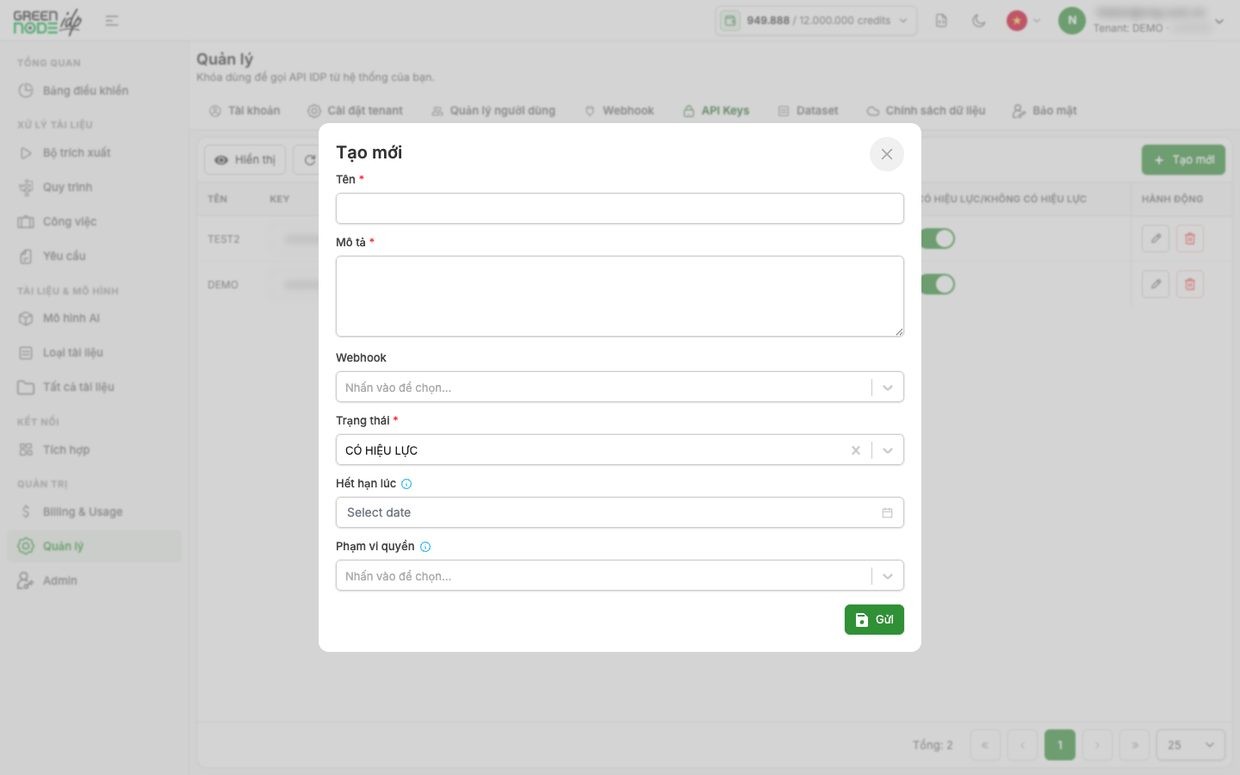 GREEN NODE idp
949.888 / 12.000.000 credits
N
Tenant: DEMO -
TỔNG QUAN
Bảng điều khiển
XỬ LÝ TÀI LIỆU
Bộ trích xuất
Quy trình
Công việc
Yêu cầu
TÀI LIỆU & MÔ HÌNH
Mô hình AI
Loại tài liệu
Tất cả tài liệu
KẾT NỐI
Tích hợp
QUẢN TRỊ
Billing & Usage
Quản lý
Admin
Quản lý
Khóa dùng để gọi API IDP từ hệ thống của bạn.
Tài khoản
Cài đặt tenant
Quản lý người dùng
Webhook
API Keys
Dataset
Chính sách dữ liệu
Bảo mật
Hiển thị
+ Tạo mới
TÊN
KEY
CÓ HIỆU LỰC/KHÔNG CÓ HIỆU LỰC
HÀNH ĐỘNG
TEST2
DEMO
Tạo mới
Tên *
Mô tả *
Webhook
Nhấn vào để chọn...
Trạng thái *
CÓ HIỆU LỰC
Hết hạn lúc
Select date
Phạm vi quyền
Nhấn vào để chọn...
Gửi
Tổng: 2
« ‹ 1 › »
25